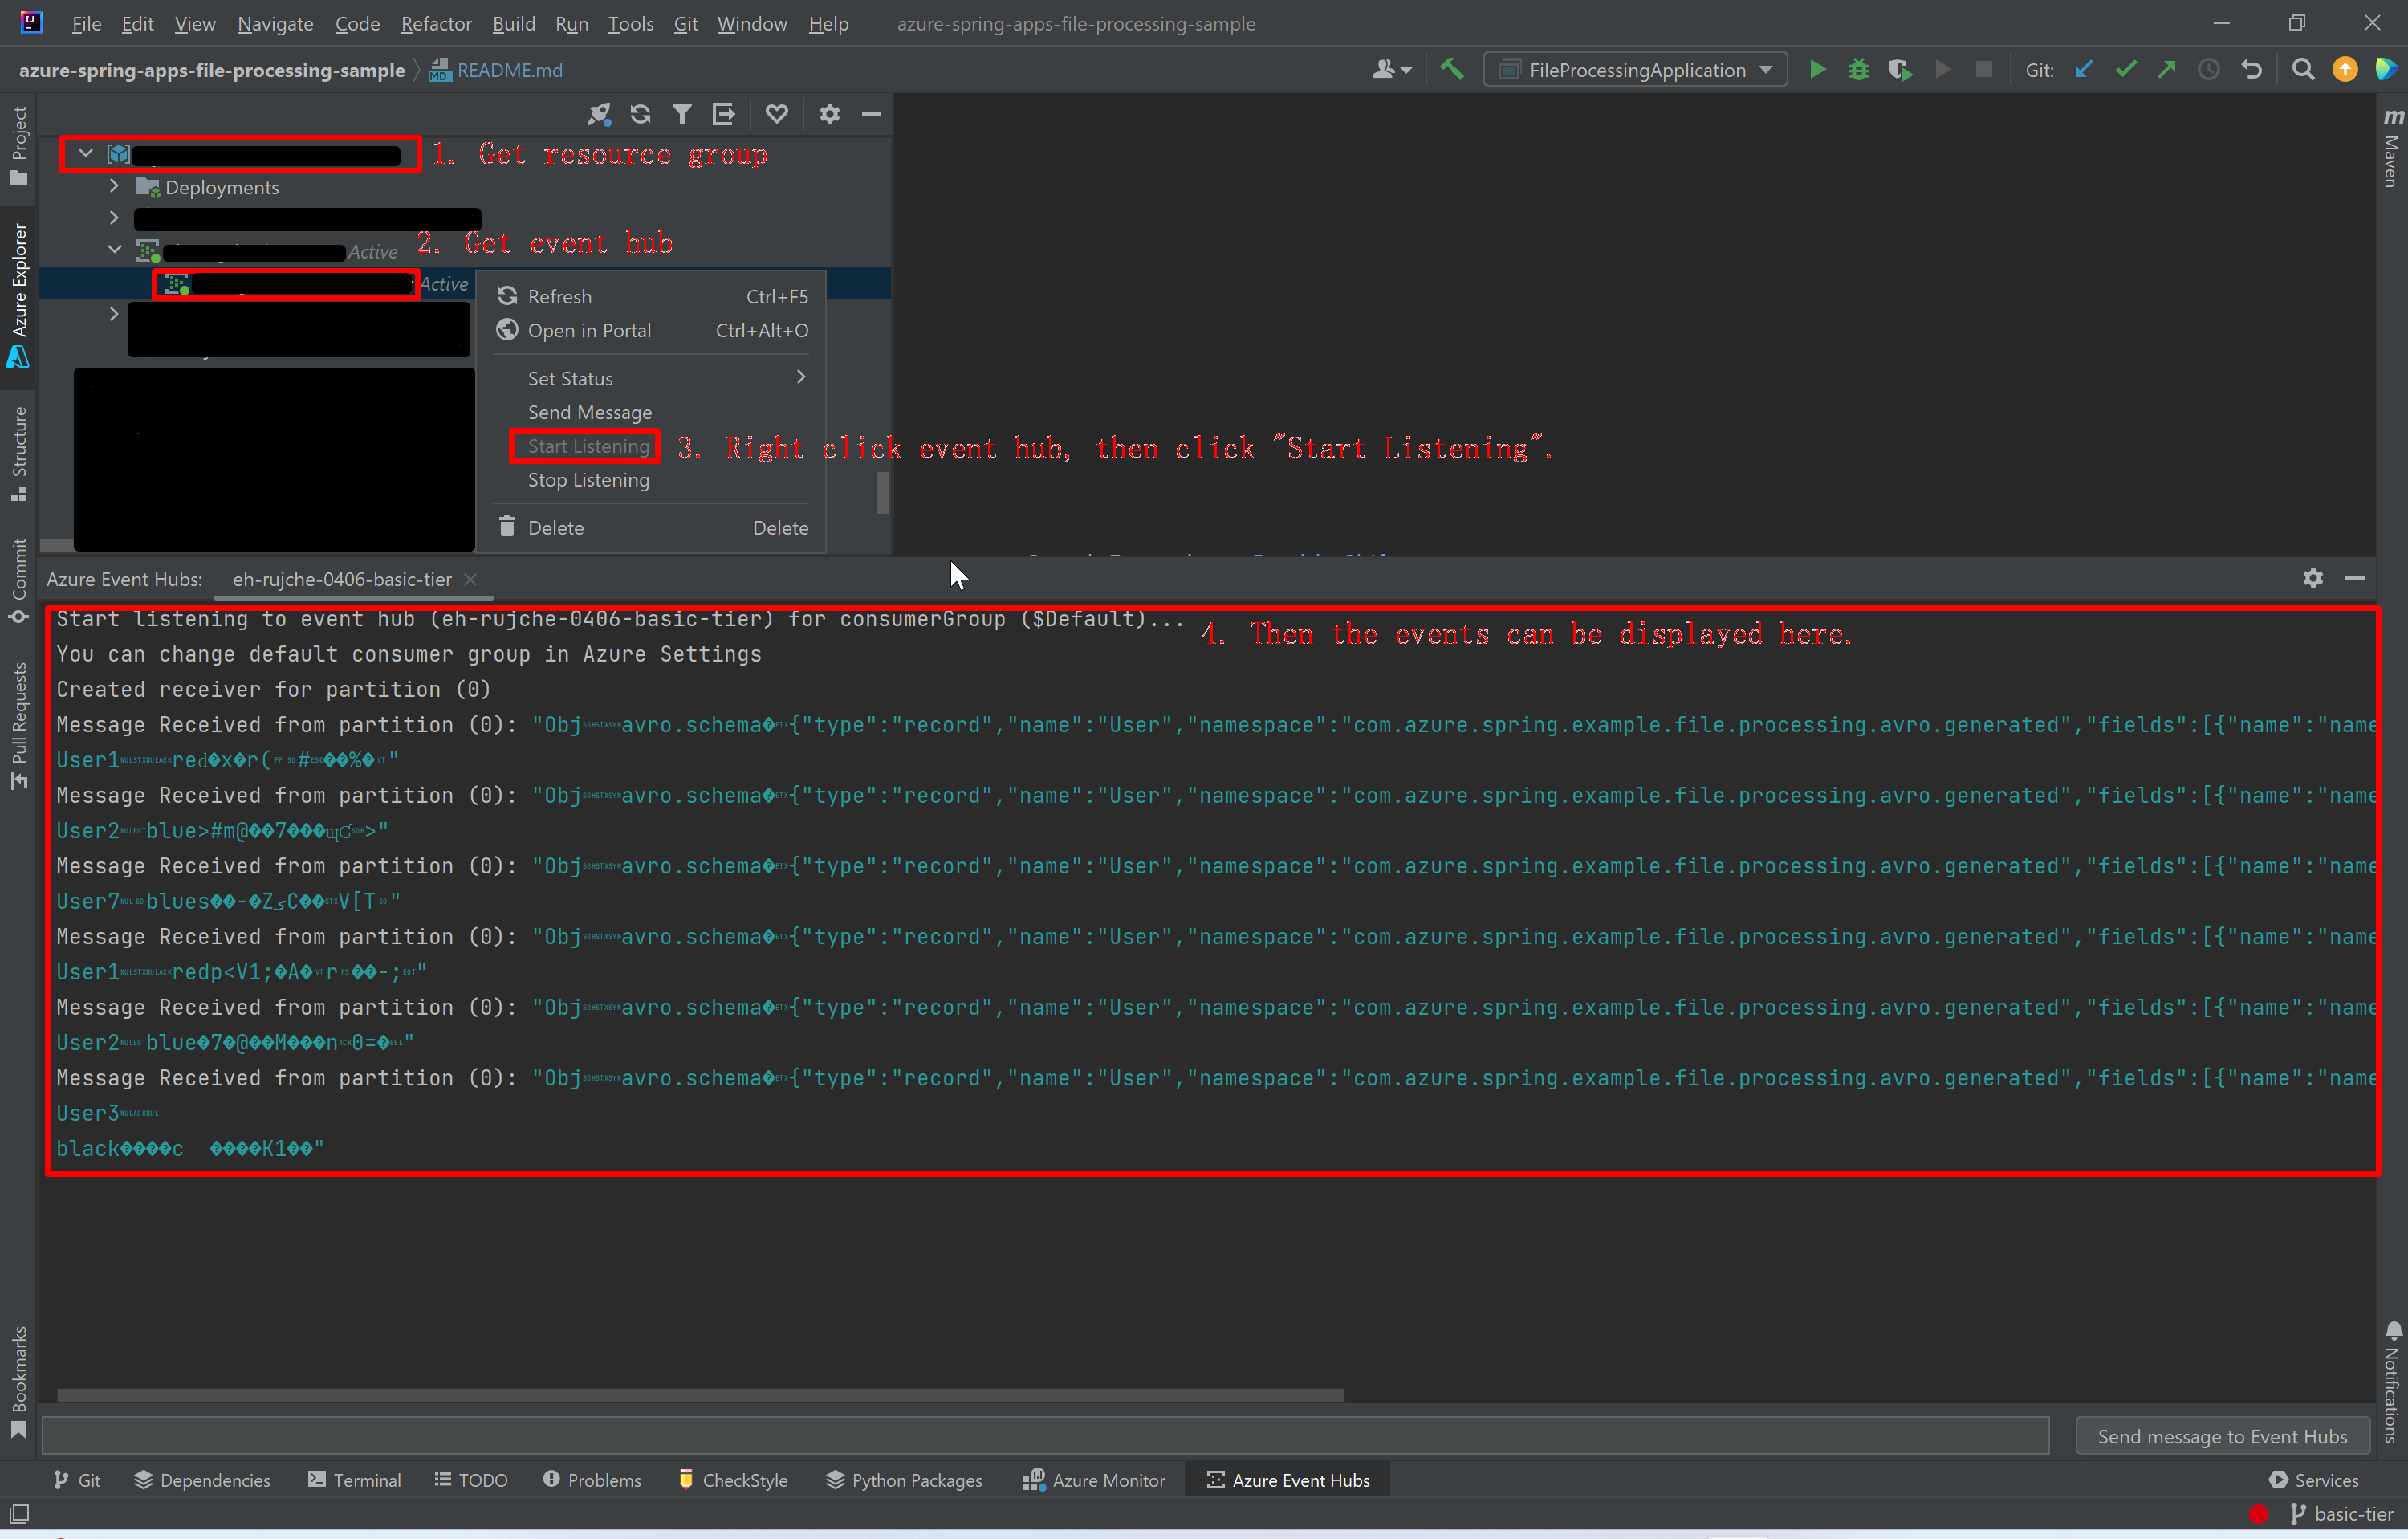 File Edit View Navigate Code Refactor Build Run Tools Git Window Help azure-spring-apps-file-processing-sample
azure-spring-apps-file-processing-sample README.md FileProcessingApplication Git:
Project
Azure Explorer
Structure
Commit
Pull Requests
Bookmarks
Maven
Notifications
1. Get resource group
Deployments
Active 2. Get event hub
Active
Refresh Ctrl+F5
Open in Portal Ctrl+Alt+O
Set Status
Send Message
Start Listening 3. Right click event hub, then click "Start Listening".
Stop Listening
Delete Delete
Azure Event Hubs: eh-rujche-0406-basic-tier
Start listening to event hub (eh-rujche-0406-basic-tier) for consumerGroup ($Default)...
4. Then the events can be displayed here.
You can change default consumer group in Azure Settings
Created receiver for partition (0)
Message Received from partition (0): "Obj avro.schema�{"type":"record","name":"User","namespace":"com.azure.spring.example.file.processing.avro.generated","fields":[{"name":"name
User1 red�x�r( #��%� "
Message Received from partition (0): "Obj avro.schema�{"type":"record","name":"User","namespace":"com.azure.spring.example.file.processing.avro.generated","fields":[{"name":"name
User2 blue>#m@��7��� >"
Message Received from partition (0): "Obj avro.schema�{"type":"record","name":"User","namespace":"com.azure.spring.example.file.processing.avro.generated","fields":[{"name":"name
User7 blues��-�Z C�� V[T "
Message Received from partition (0): "Obj avro.schema�{"type":"record","name":"User","namespace":"com.azure.spring.example.file.processing.avro.generated","fields":[{"name":"name
User1 redp<V1;�A� r ��-; "
Message Received from partition (0): "Obj avro.schema�{"type":"record","name":"User","namespace":"com.azure.spring.example.file.processing.avro.generated","fields":[{"name":"name
User2 blue�7�@��M���n 0=� "
Message Received from partition (0): "Obj avro.schema�{"type":"record","name":"User","namespace":"com.azure.spring.example.file.processing.avro.generated","fields":[{"name":"name
User3
black����c ����K1��"
Send message to Event Hubs
Git Dependencies Terminal TODO Problems CheckStyle Python Packages Azure Monitor Azure Event Hubs Services
basic-tier